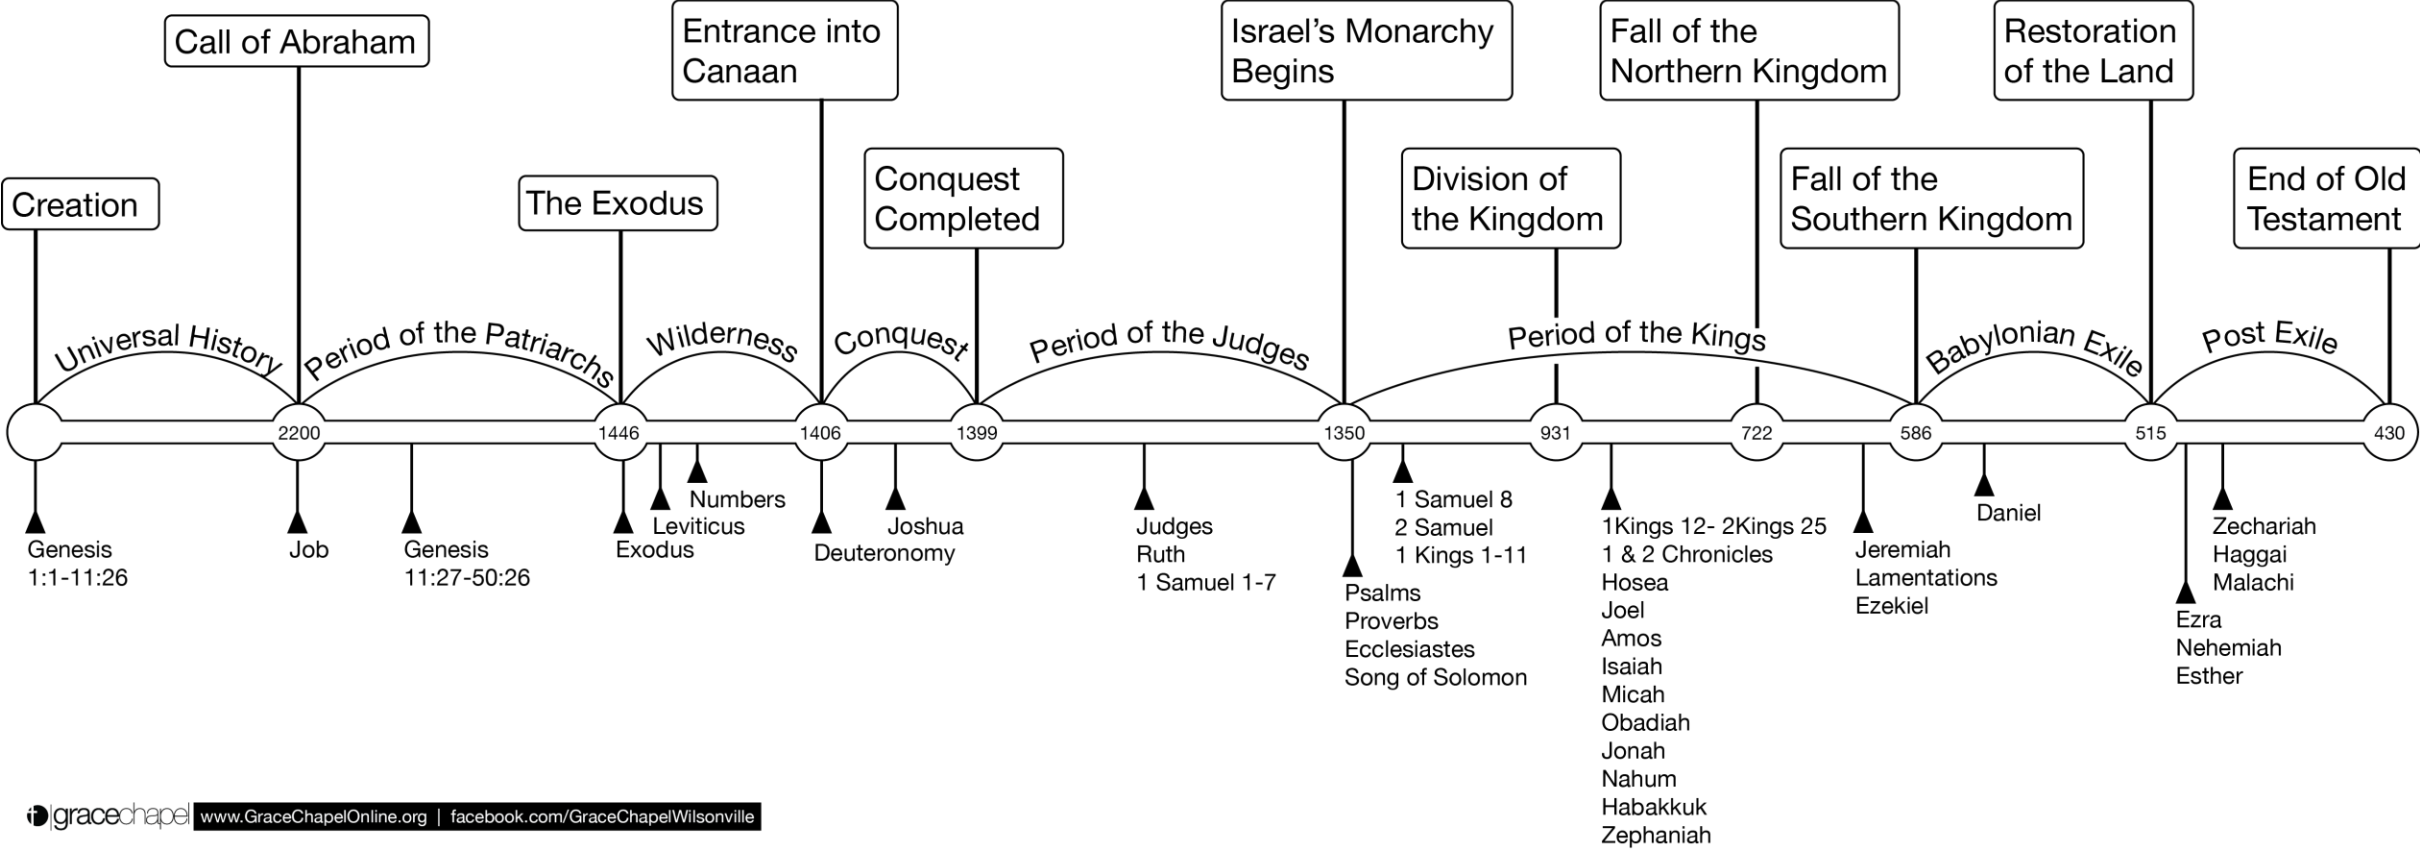 Call of Abraham
Entrance into
Canaan
Israel's Monarchy
Begins
Fall of the
Northern Kingdom
Restoration
of the Land
Creation
The Exodus
Conquest
Completed
Division of
the Kingdom
Fall of the
Southern Kingdom
End of Old
Testament
Universal History
Period of the Patriarchs
Wilderness
Conquest
Period of the Judges
Period of the Kings
Babylonian Exile
Post Exile
2200
1446
1406
1399
1350
931
722
586
515
430
Genesis
1:1-11:26
Job
Genesis
11:27-50:26
Exodus
Leviticus
Numbers
Deuteronomy
Joshua
Judges
Ruth
1 Samuel 1-7
Psalms
Proverbs
Ecclesiastes
Song of Solomon
1 Samuel 8
2 Samuel
1 Kings 1-11
1Kings 12- 2Kings 25
1 & 2 Chronicles
Hosea
Joel
Amos
Isaiah
Micah
Obadiah
Jonah
Nahum
Habakkuk
Zephaniah
Jeremiah
Lamentations
Ezekiel
Daniel
Ezra
Nehemiah
Esther
Zechariah
Haggai
Malachi
gracechapel www.GraceChapelOnline.org | facebook.com/GraceChapelWilsonville